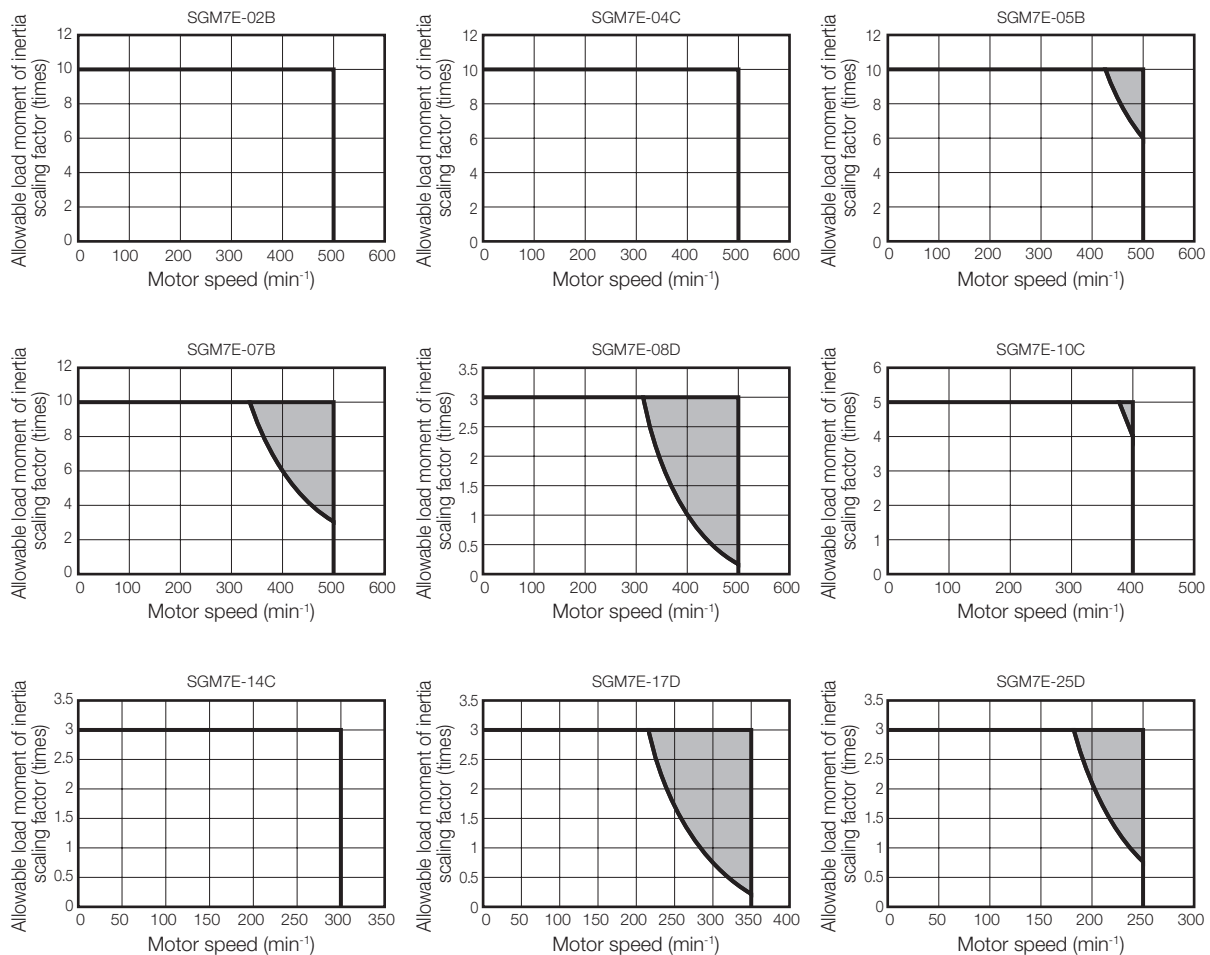 SGM7E-02B
Allowable load moment of inertia
scaling factor (times)
12
10
8
6
4
2
0
0 100 200 300 400 500 600
Motor speed (min-1)
SGM7E-04C
Allowable load moment of inertia
scaling factor (times)
12
10
8
6
4
2
0
0 100 200 300 400 500 600
Motor speed (min-1)
SGM7E-05B
Allowable load moment of inertia
scaling factor (times)
12
10
8
6
4
2
0
0 100 200 300 400 500 600
Motor speed (min-1)
SGM7E-07B
Allowable load moment of inertia
scaling factor (times)
12
10
8
6
4
2
0
0 100 200 300 400 500 600
Motor speed (min-1)
SGM7E-08D
Allowable load moment of inertia
scaling factor (times)
3.5
3
2.5
2
1.5
1
0.5
0
0 100 200 300 400 500 600
Motor speed (min-1)
SGM7E-10C
Allowable load moment of inertia
scaling factor (times)
6
5
4
3
2
1
0
0 100 200 300 400 500
Motor speed (min-1)
SGM7E-14C
Allowable load moment of inertia
scaling factor (times)
3.5
3
2.5
2
1.5
1
0.5
0
0 50 100 150 200 250 300 350
Motor speed (min-1)
SGM7E-17D
Allowable load moment of inertia
scaling factor (times)
3.5
3
2.5
2
1.5
1
0.5
0
0 50 100 150 200 250 300 350 400
Motor speed (min-1)
SGM7E-25D
Allowable load moment of inertia
scaling factor (times)
3.5
3
2.5
2
1.5
1
0.5
0
0 50 100 150 200 250 300
Motor speed (min-1)